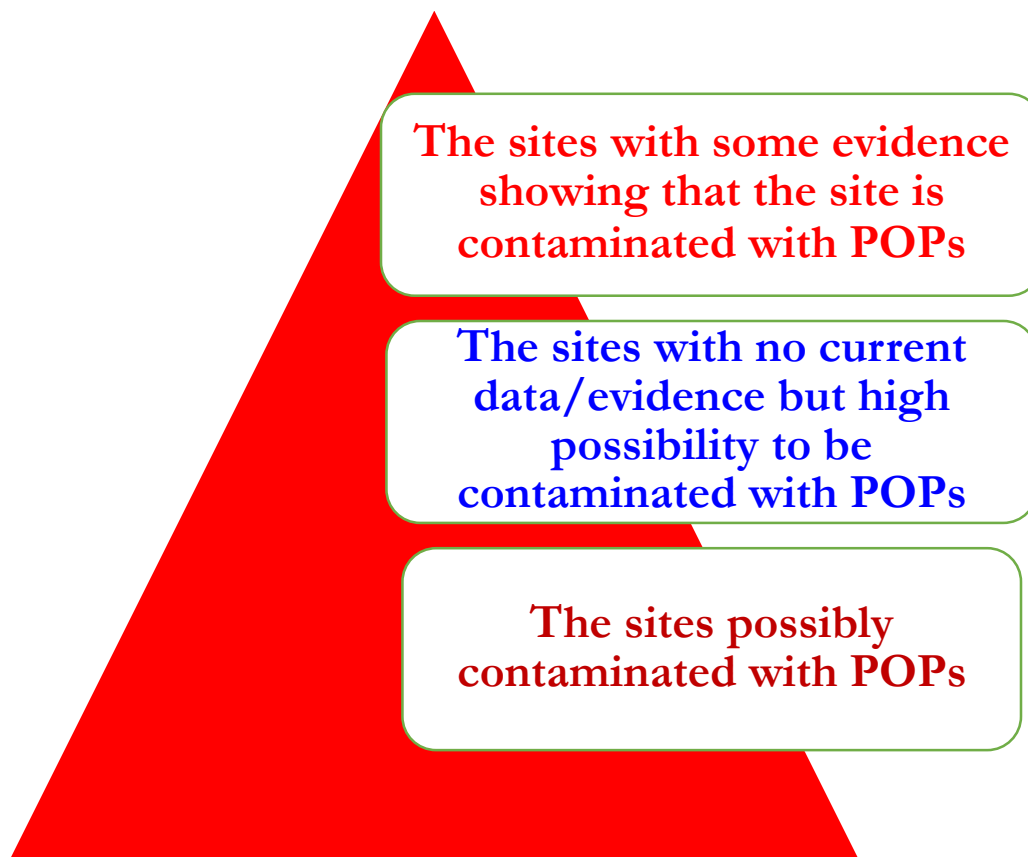 The sites with some evidence
showing that the site is
contaminated with POPs
The sites with no current
data/evidence but high
possibility to be
contaminated with POPs
The sites possibly
contaminated with POPs